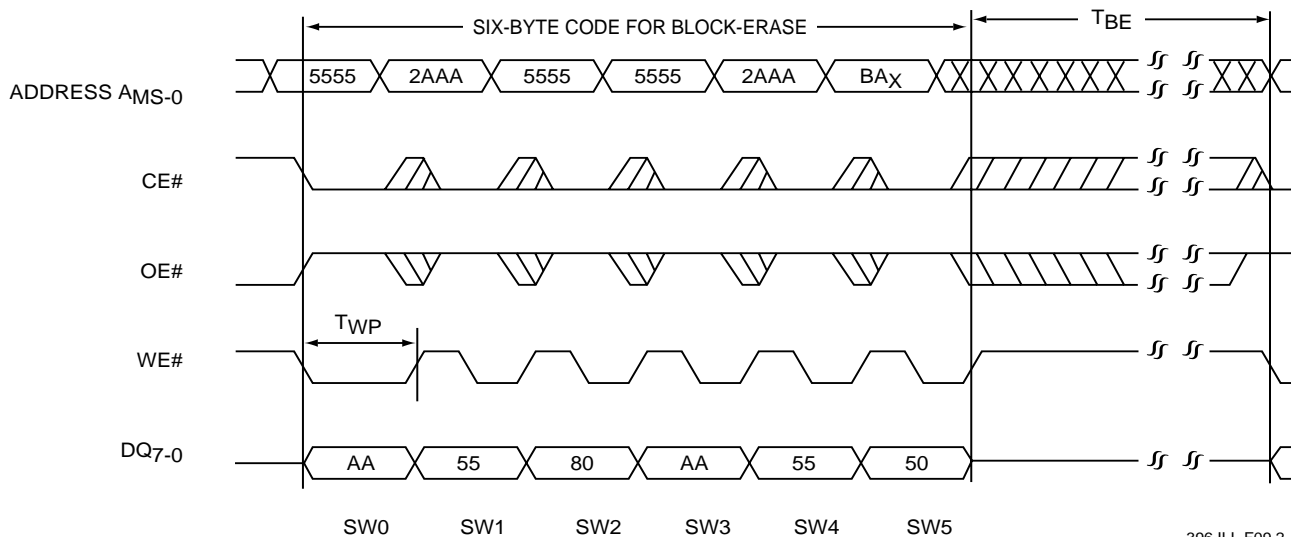 SIX-BYTE CODE FOR BLOCK-ERASE TBE
ADDRESS AMS-0 5555 2AAA 5555 5555 2AAA BAX
CE#
OE#
TWP
WE#
DQ7-0 AA 55 80 AA 55 50
SW0 SW1 SW2 SW3 SW4 SW5